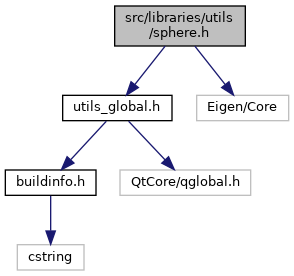 src/libraries/utils
/sphere.h
utils_global.h
Eigen/Core
buildinfo.h
QtCore/qglobal.h
cstring